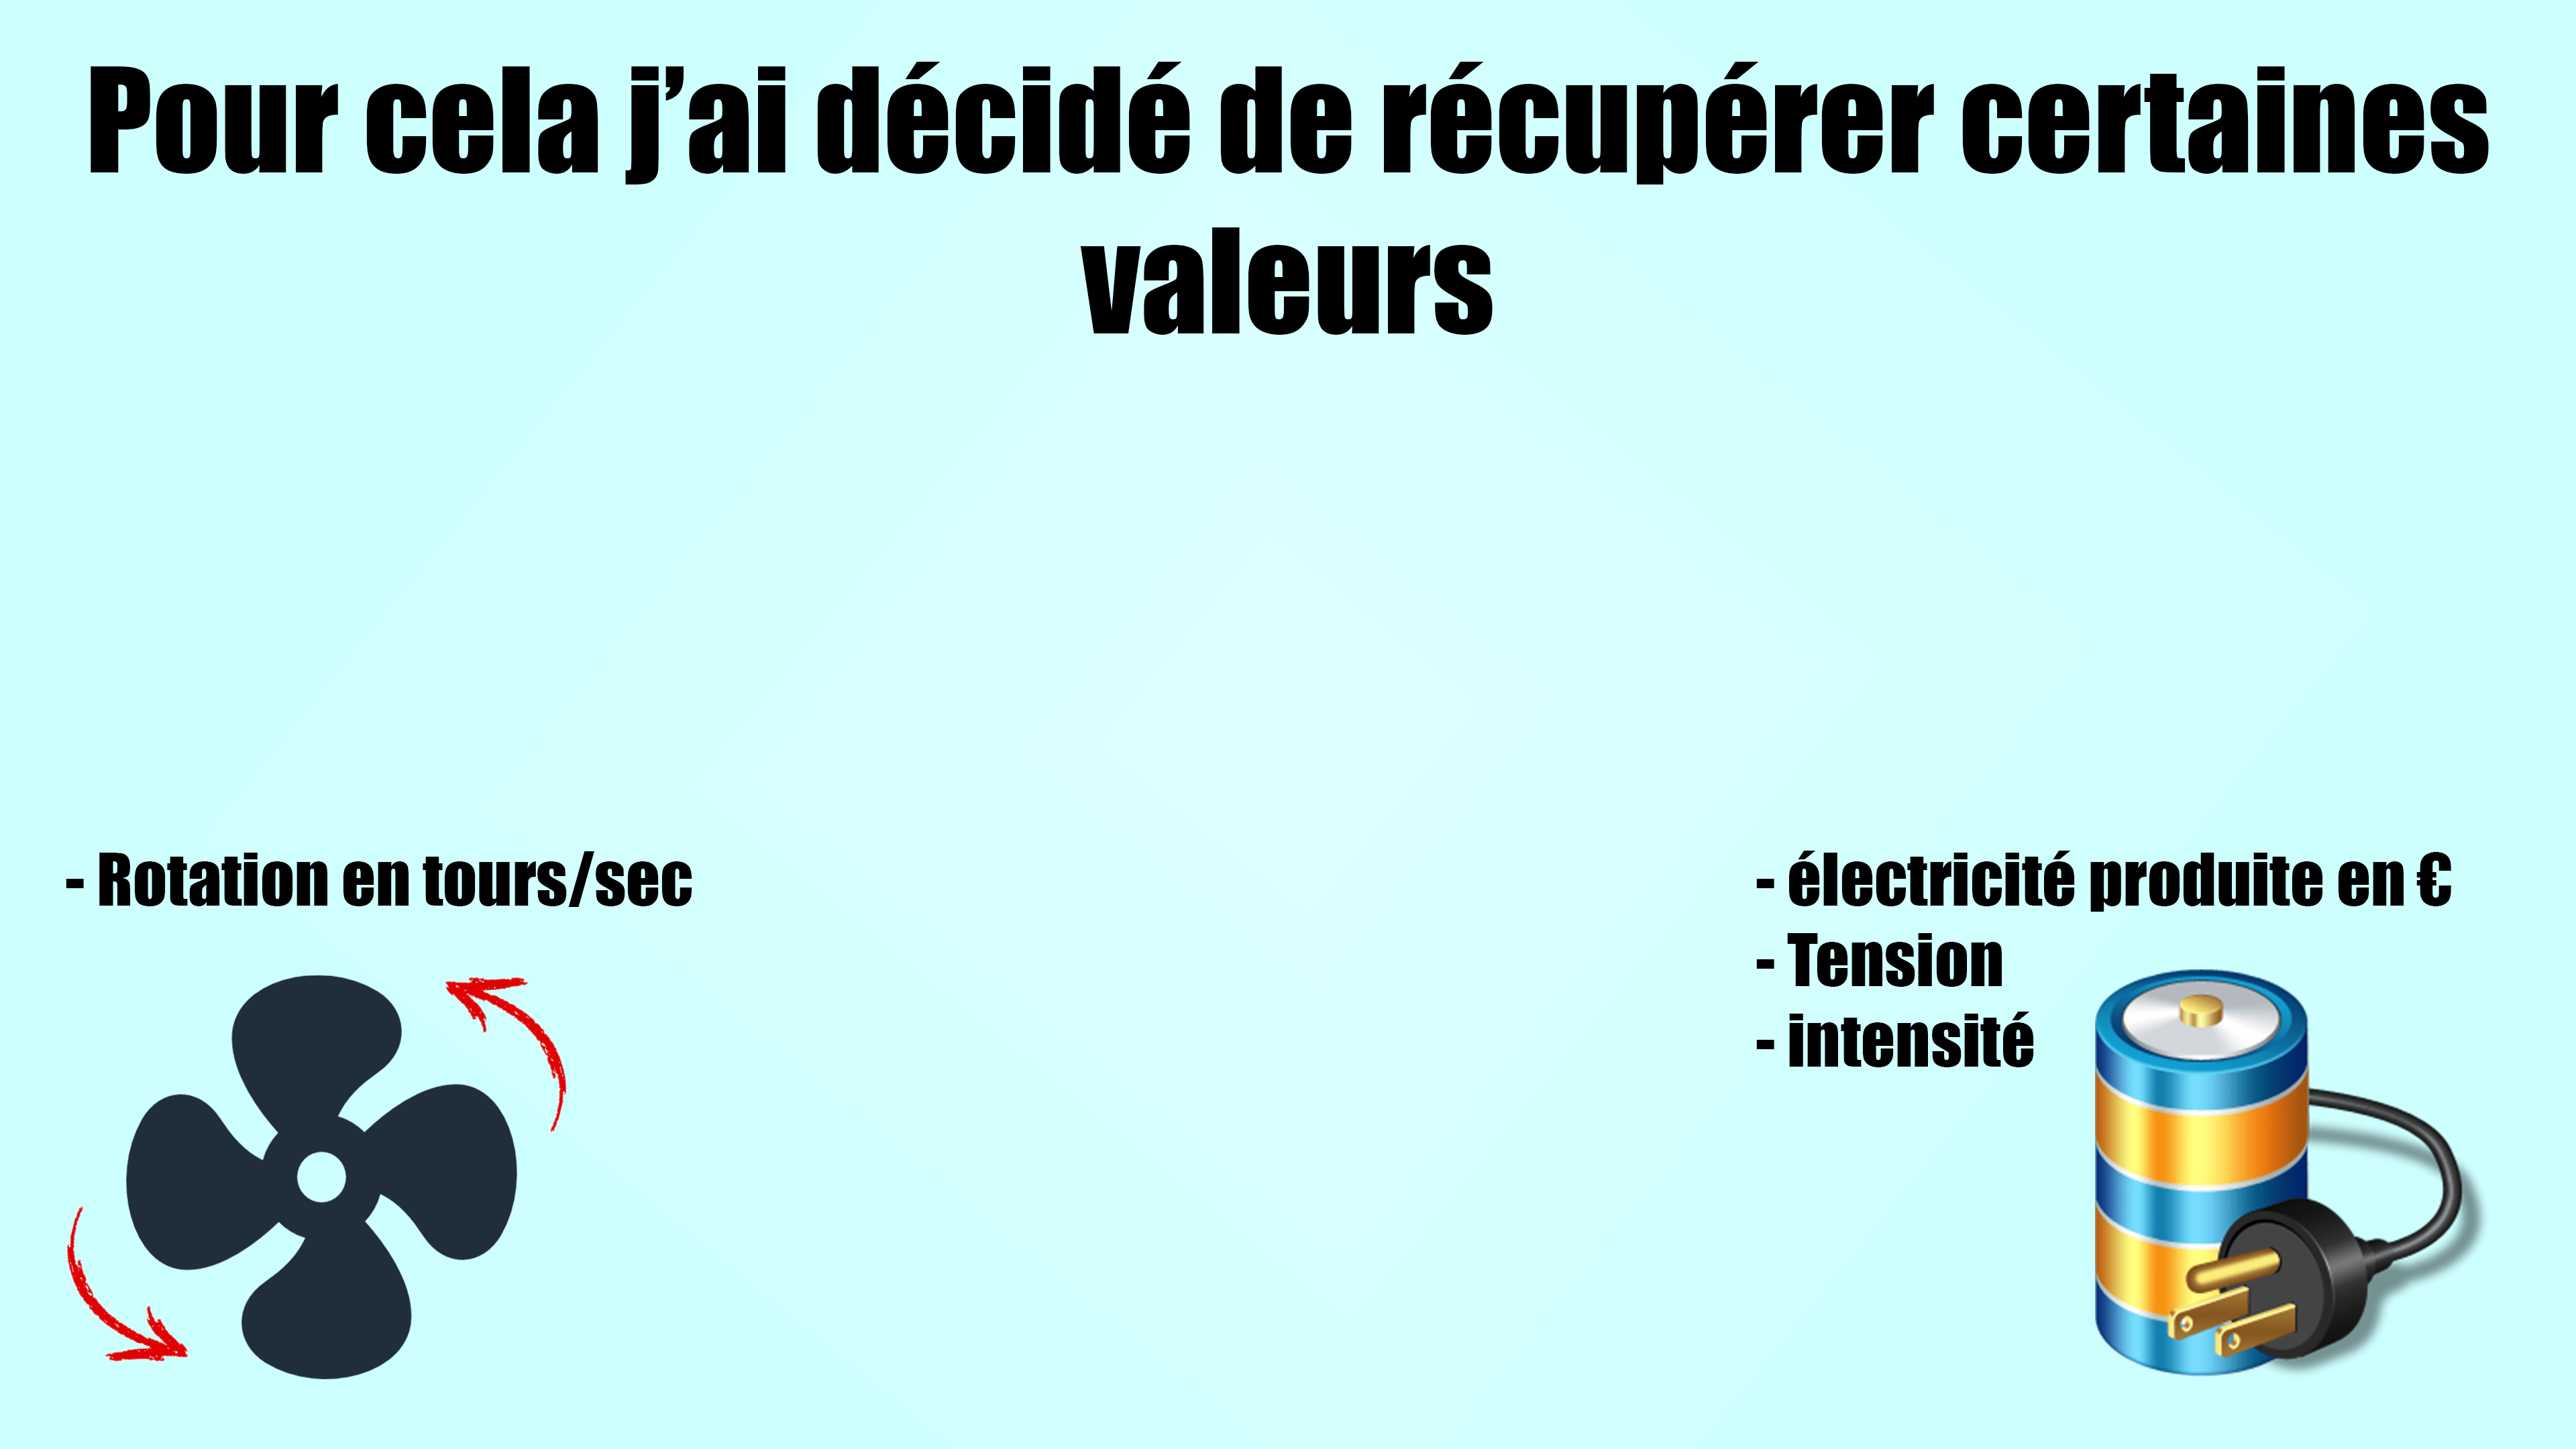 Pour cela j’ai décidé de récupérer certaines
valeurs
- Rotation en tours/sec
- électricité produite en €
- Tension
- intensité